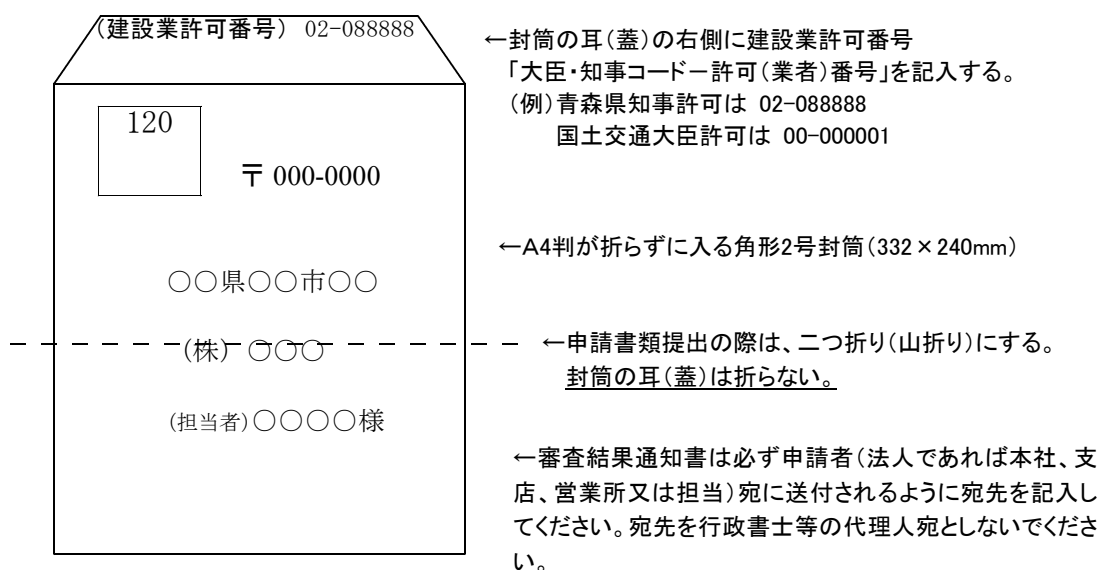 (建設業許可番号) 02-088888
←封筒の耳(蓋)の右側に建設業許可番号
「大臣・知事コード－許可(業者)番号」を記入する。
(例)青森県知事許可は 02-088888
国土交通大臣許可は 00-000001
120
〒 000-0000
←A4判が折らずに入る角形2号封筒(332×240mm)
○○県○○市○○
(株) ○○○
←申請書類提出の際は、二つ折り(山折り)にする。
封筒の耳(蓋)は折らない。
(担当者)○○○○様
←審査結果通知書は必ず申請者(法人であれば本社、支
店、営業所又は担当)宛に送付されるように宛先を記入し
てください。宛先を行政書士等の代理人宛としないでくださ
い。